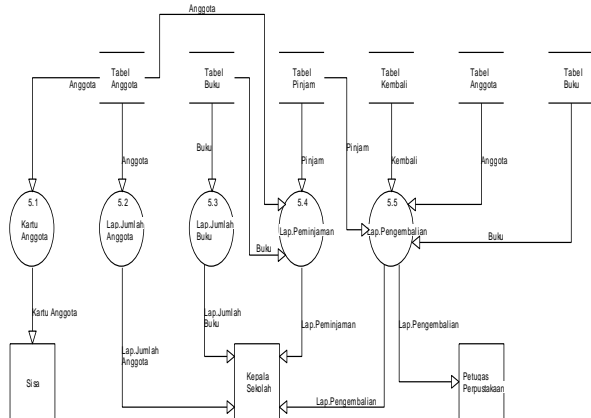 Anggota
Tabel
Anggota
Tabel
Buku
Tabel
Pinjam
Tabel
Kembali
Tabel
Anggota
Tabel
Buku
Anggota
Anggota
Buku
Pinjam
Pinjam
Kembali
Anggota
5.1
Kartu
Anggota
5.2
Lap.Jumlah
Anggota
5.3
Lap.Jumlah
Buku
5.4
Lap.Peminjaman
5.5
Lap.Pengembalian
Buku
Buku
Kartu Anggota
Lap.Jumlah
Anggota
Lap.Jumlah
Buku
Lap.Peminjaman
Lap.Pengembalian
Lap.Pengembalian
Sisa
Kepala
Sekolah
Petugas
Perpustakaan